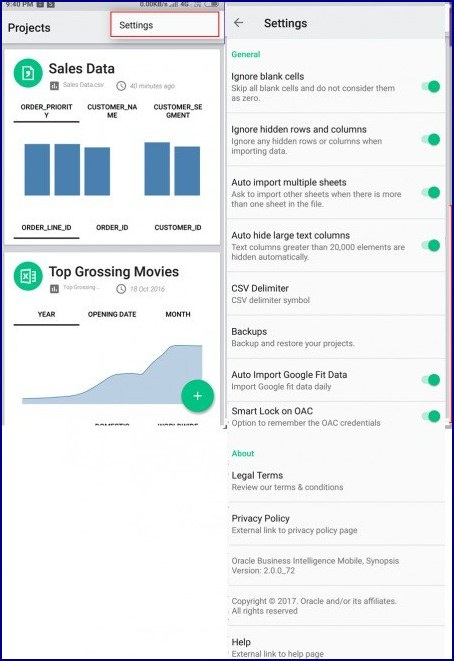 9:40 PM
0.00KB/s
Settings
Projects
Sales Data
Sales Data.csv
40 minutes ago
ORDER_PRIORIT
Y
CUSTOMER_NA
ME
CUSTOMER_SE
GMENT
ORDER_LINE_ID
ORDER_ID
CUSTOMER_ID
Top Grossing Movies
Top Grossing...
18 Oct 2016
YEAR
OPENING DATE
MONTH
+
DOMESTIC
WORLDWIDE
Settings
General
Ignore blank cells
Skip all blank cells and do not consider them
as zero.
Ignore hidden rows and columns
Ignore any hidden rows or columns when
importing data.
Auto import multiple sheets
Ask to import other sheets when there is more
than one sheet in the file.
Auto hide large text columns
Text columns greater than 20,000 elements are
hidden automatically.
CSV Delimiter
CSV delimiter symbol
Backups
Backup and restore your projects.
Auto Import Google Fit Data
Import Google fit data daily
Smart Lock on OAC
Option to remember the OAC credentials
About
Legal Terms
Review our terms & conditions
Privacy Policy
External link to privacy policy page
Oracle Business Intelligence Mobile, Synopsis
Version: 2.0.0_72
Copyright © 2017. Oracle and/or its affiliates.
All rights reserved
Help
External link to help page